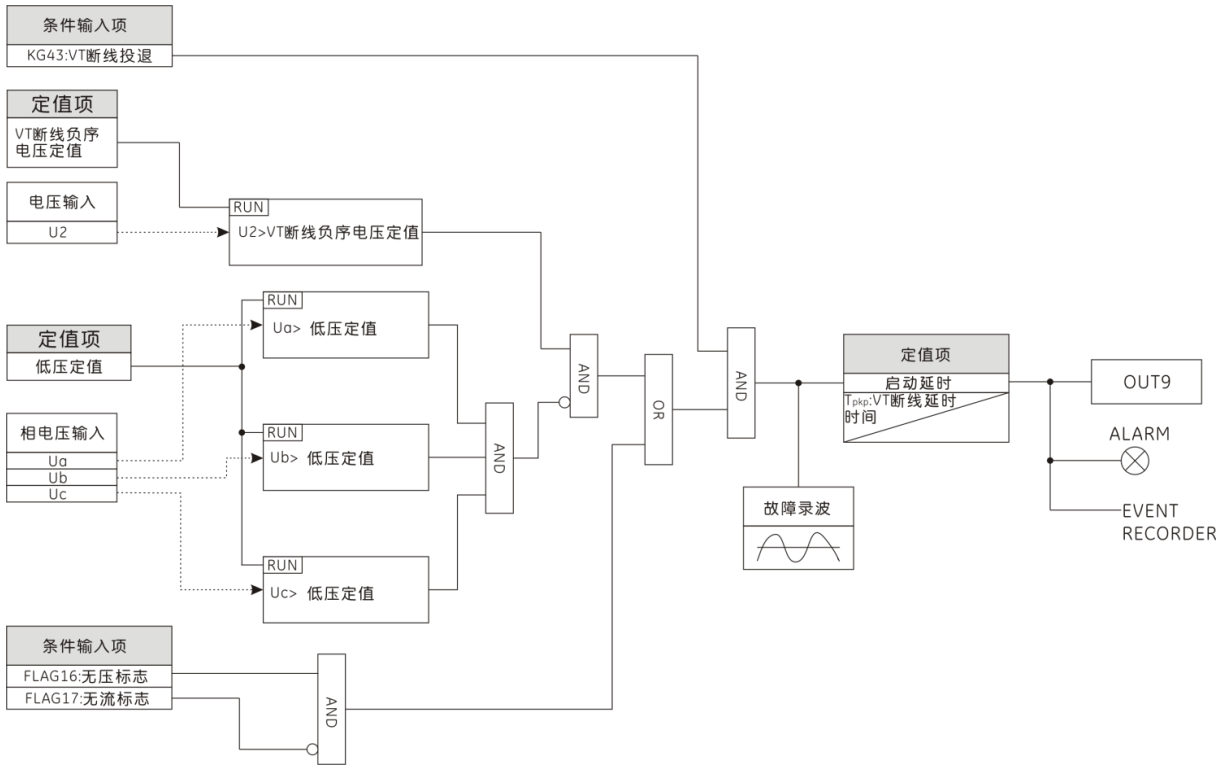 条件输入项
KG43:VT断线投退
定值项
VT断线负序
电压定值
电压输入
U2
RUN
U2>VT断线负序电压定值
定值项
低压定值
相电压输入
Ua
Ub
Uc
RUN
Ua> 低压定值
RUN
Ub> 低压定值
RUN
Uc> 低压定值
条件输入项
FLAG16:无压标志
FLAG17:无流标志
AND
AND
AND
OR
AND
故障录波
定值项
启动延时
Tpkp:VT断线延时
时间
OUT9
ALARM
EVENT
RECORDER